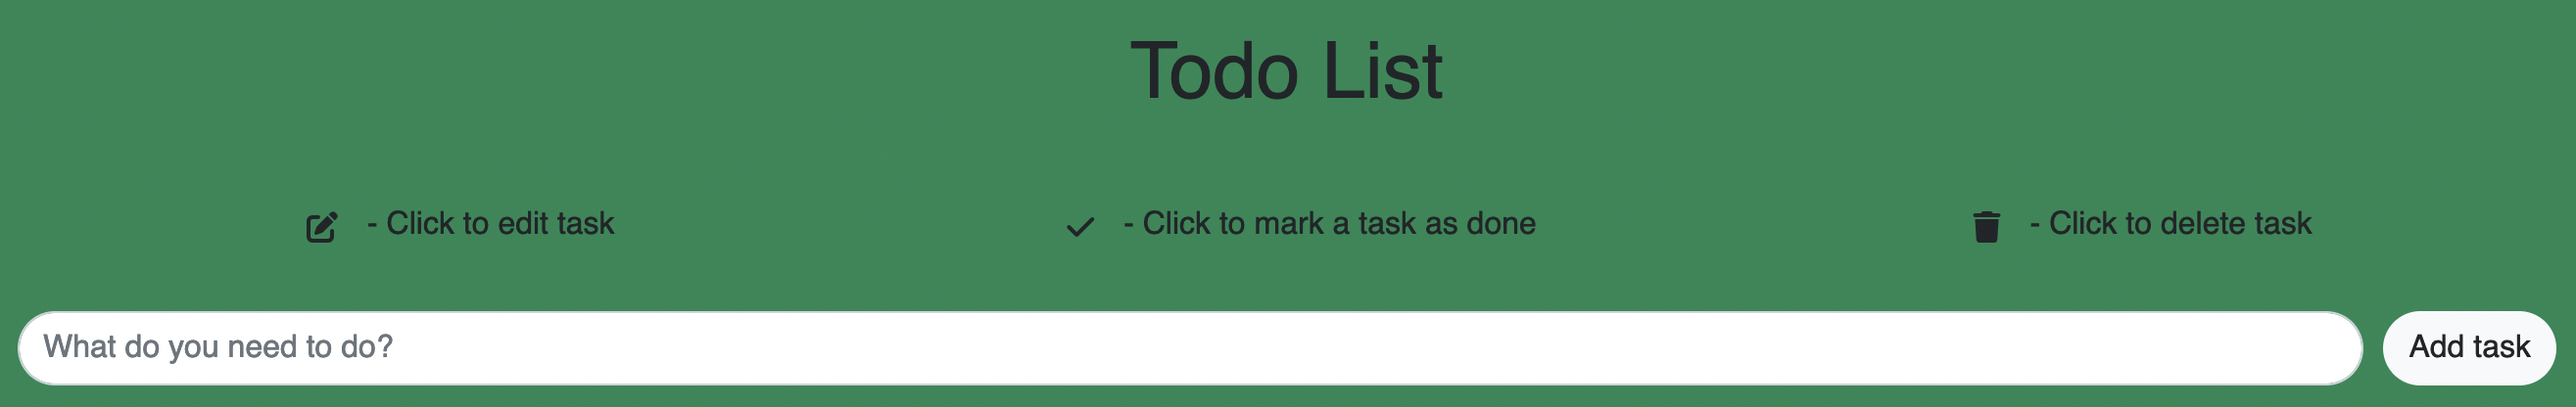 Todo List
- Click to edit task
- Click to mark a task as done
- Click to delete task
What do you need to do?
Add task